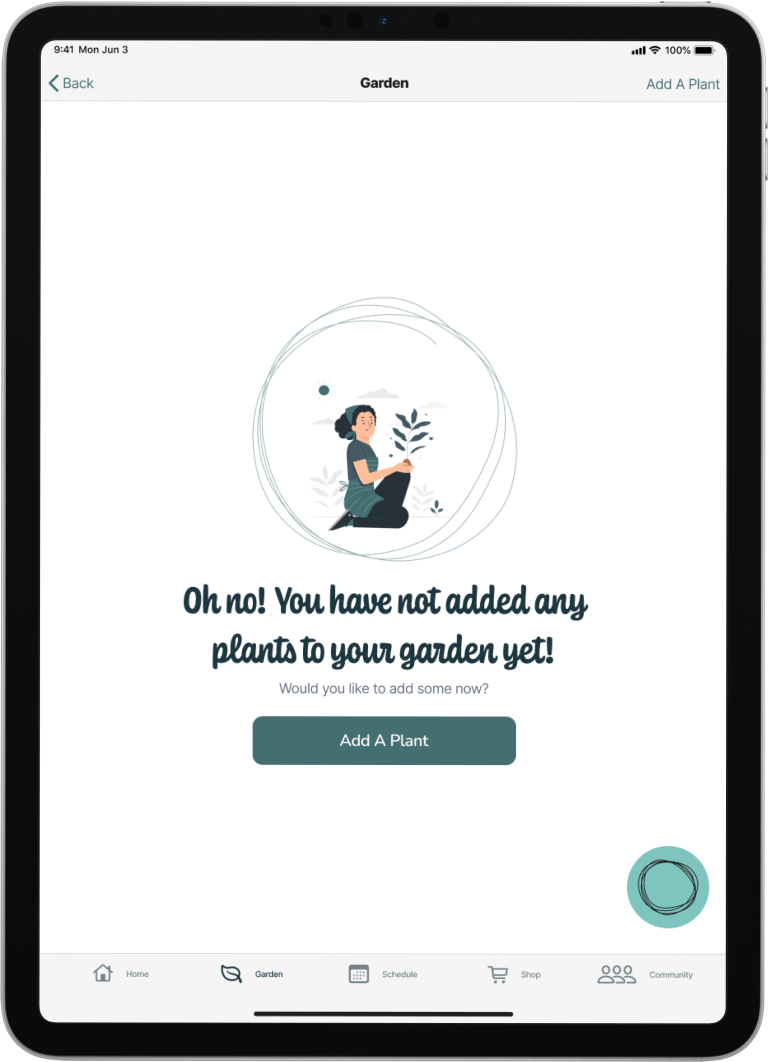 9:41 Mon Jun 3 100%
Back Garden Add A Plant
Oh no! You have not added any
plants to your garden yet!
Would you like to add some now?
Add A Plant
Home Garden Schedule Shop Community